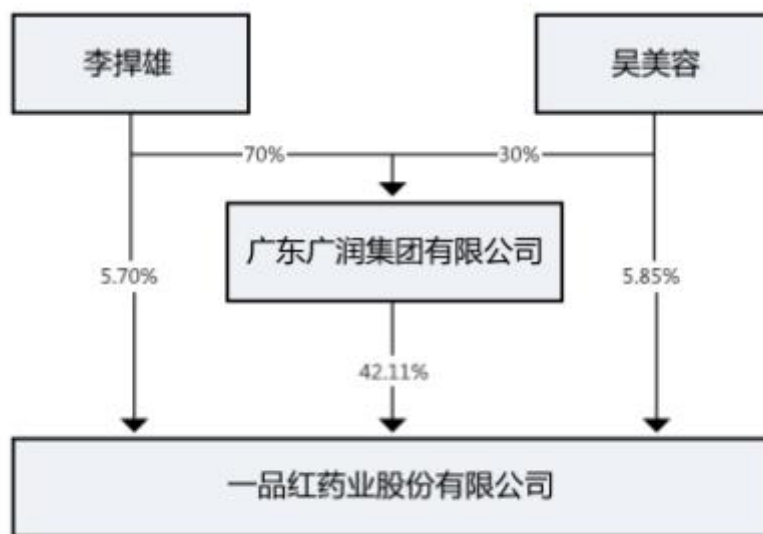 李捍雄
吴美容
70%
30%
广东广润集团有限公司
5.70%
5.85%
42.11%
一品红药业股份有限公司